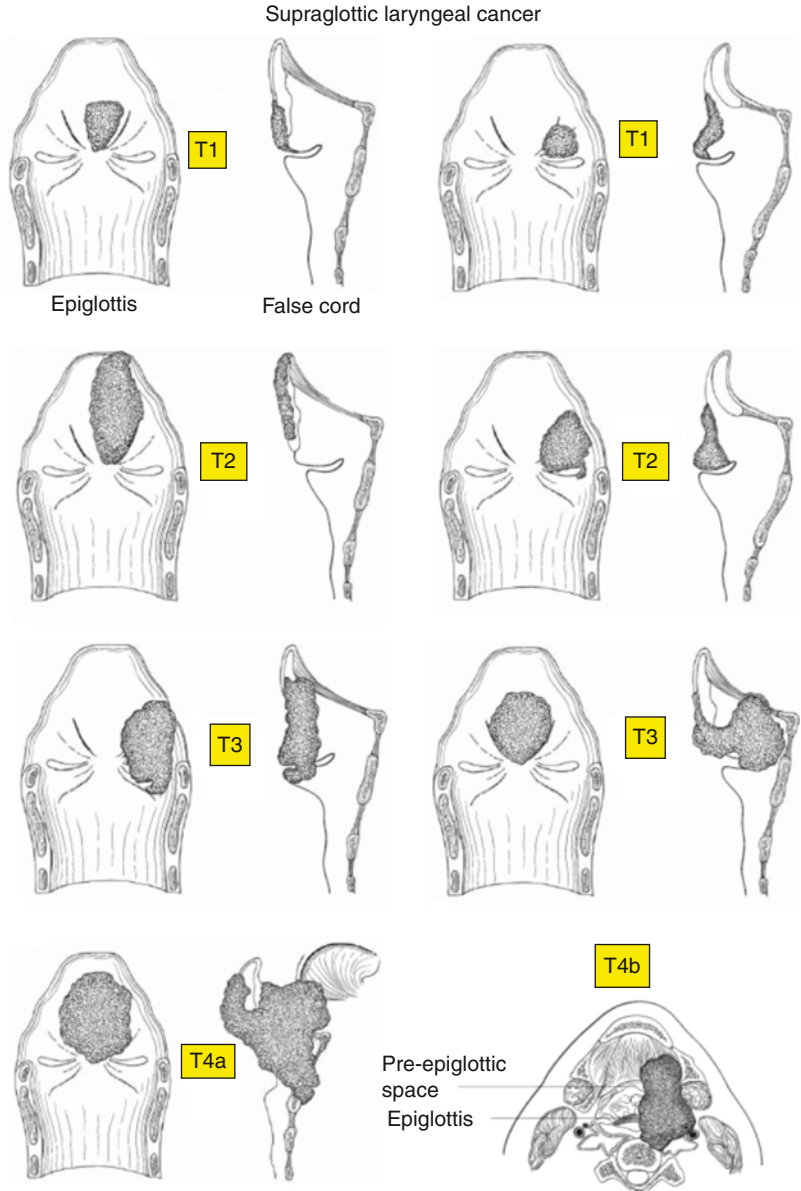 Supraglottic laryngeal cancer
T1
T1
Epiglottis
False cord
T2
T2
T3
T3
T4a
T4b
Pre-epiglottic
space
Epiglottis